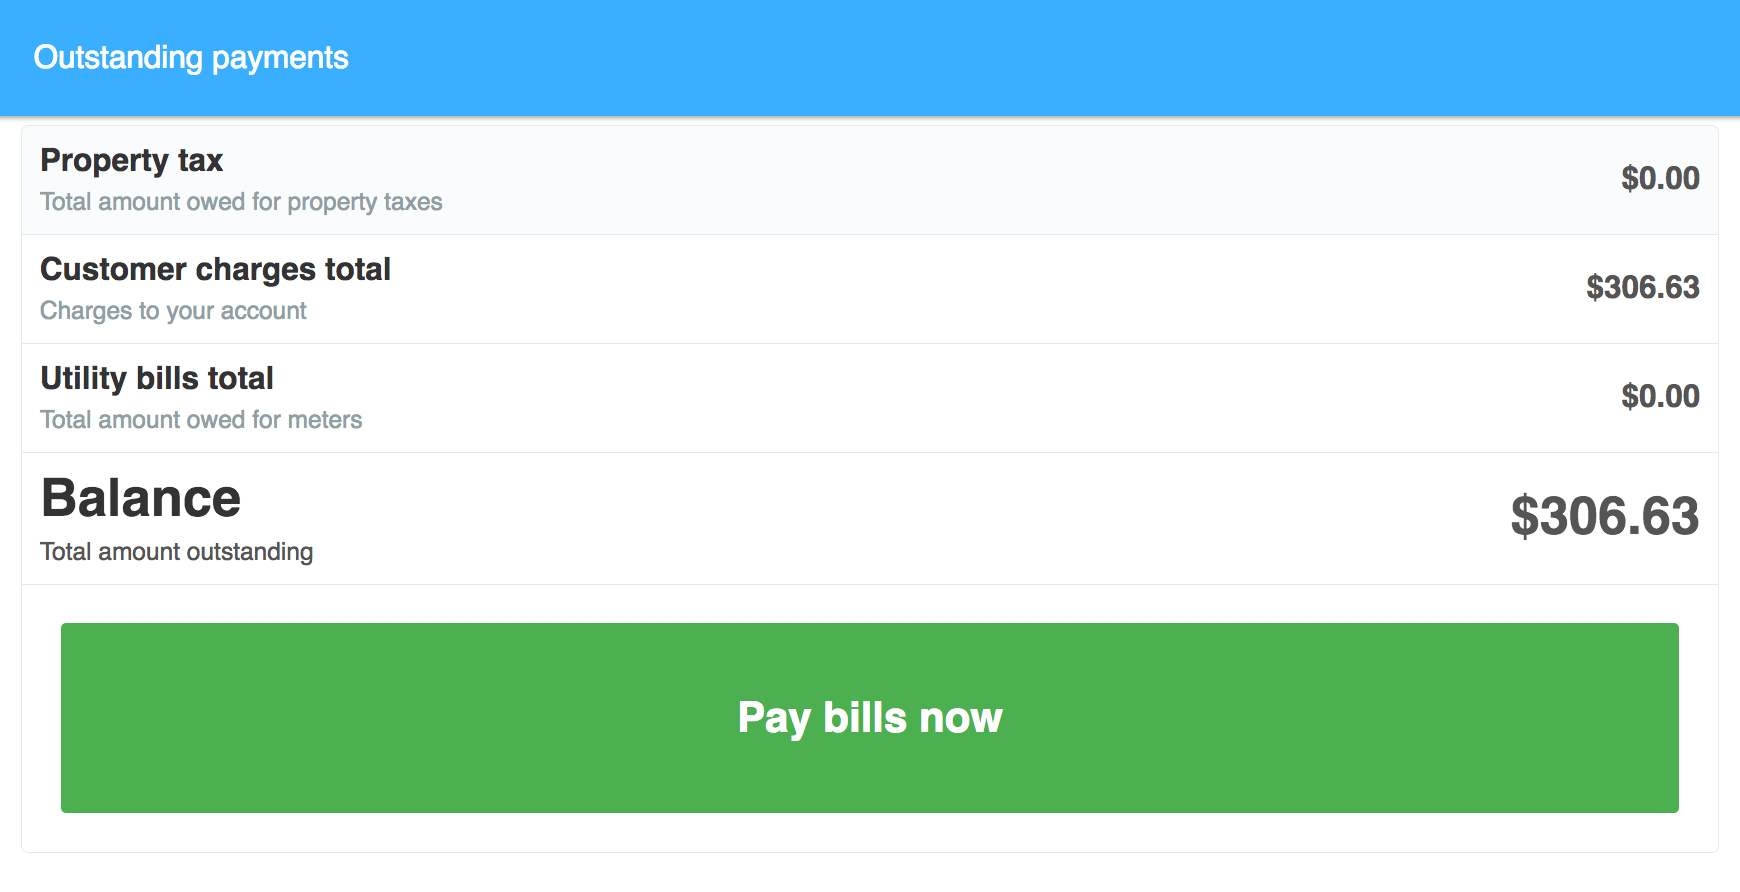 Outstanding payments
Property tax
Total amount owed for property taxes
$0.00
Customer charges total
Charges to your account
$306.63
Utility bills total
Total amount owed for meters
$0.00
Balance
Total amount outstanding
$306.63
Pay bills now